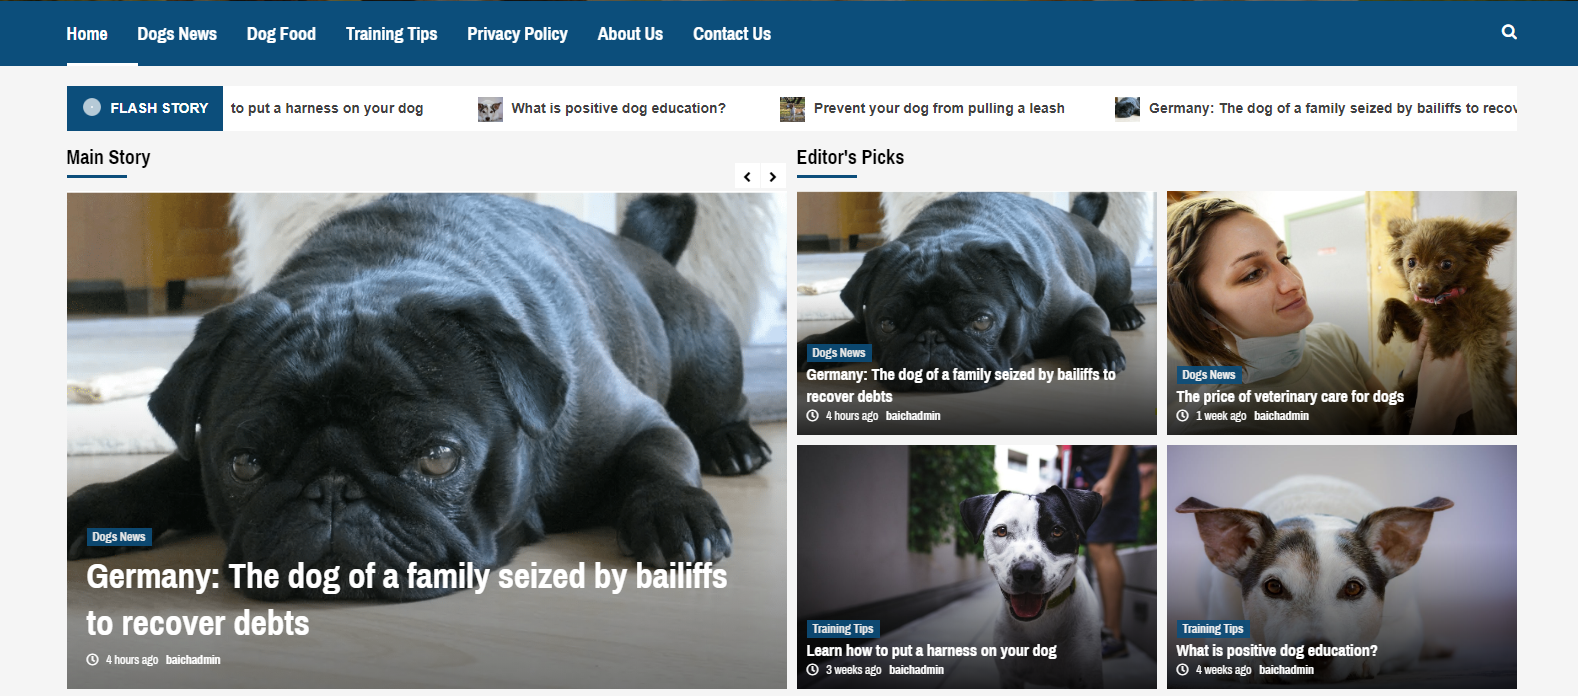 Home Dogs News Dog Food Training Tips Privacy Policy About Us Contact Us
FLASH STORY to put a harness on your dog What is positive dog education? Prevent your dog from pulling a leash Germany: The dog of a family seized by bailiffs to recov
Main Story
Dogs News
Germany: The dog of a family seized by bailiffs
to recover debts
4 hours ago baichadmin
Editor's Picks
Dogs News
Germany: The dog of a family seized by bailiffs to
recover debts
4 hours ago baichadmin
Dogs News
The price of veterinary care for dogs
1 week ago baichadmin
Training Tips
Learn how to put a harness on your dog
3 weeks ago baichadmin
Training Tips
What is positive dog education?
4 weeks ago baichadmin